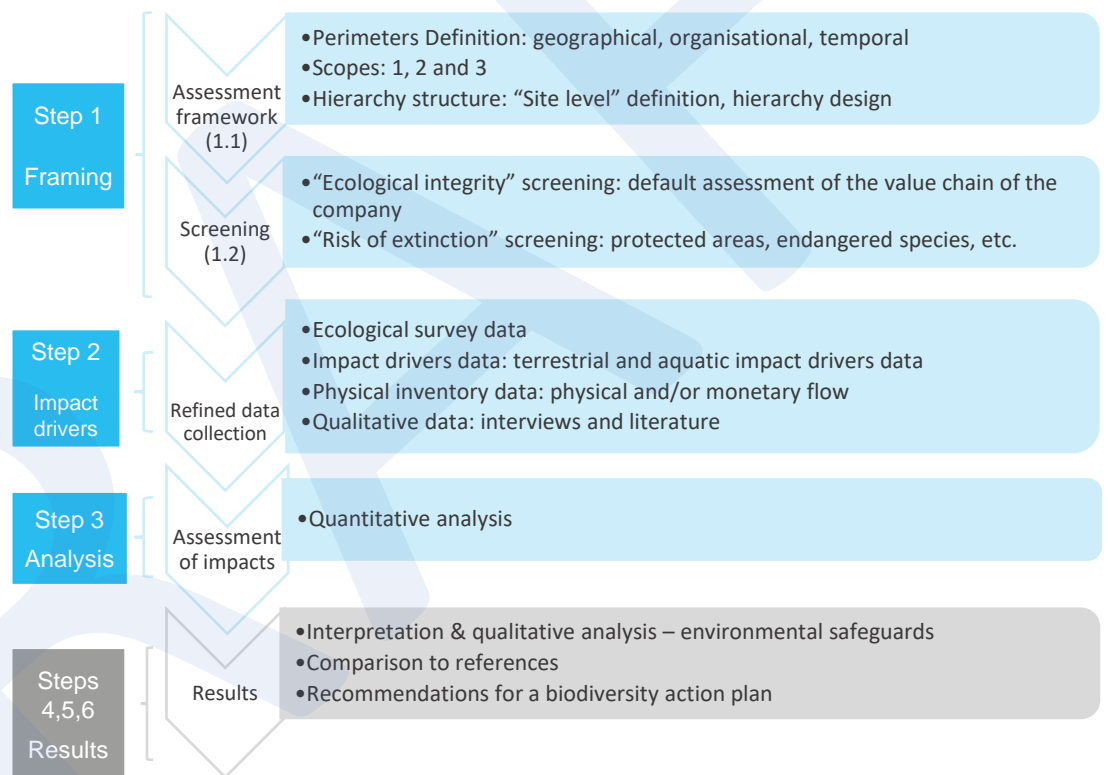 Step 1
Framing
Assessment
framework
(1.1)
•Perimeters Definition: geographical, organisational, temporal
•Scopes: 1, 2 and 3
•Hierarchy structure: “Site level” definition, hierarchy design
Screening
(1.2)
•“Ecological integrity” screening: default assessment of the value chain of the
company
•“Risk of extinction” screening: protected areas, endangered species, etc.
Step 2
Impact
drivers
Refined data
collection
•Ecological survey data
•Impact drivers data: terrestrial and aquatic impact drivers data
•Physical inventory data: physical and/or monetary flow
•Qualitative data: interviews and literature
Step 3
Analysis
Assessment
of impacts
•Quantitative analysis
Steps
4,5,6
Results
Results
•Interpretation & qualitative analysis – environmental safeguards
•Comparison to references
•Recommendations for a biodiversity action plan